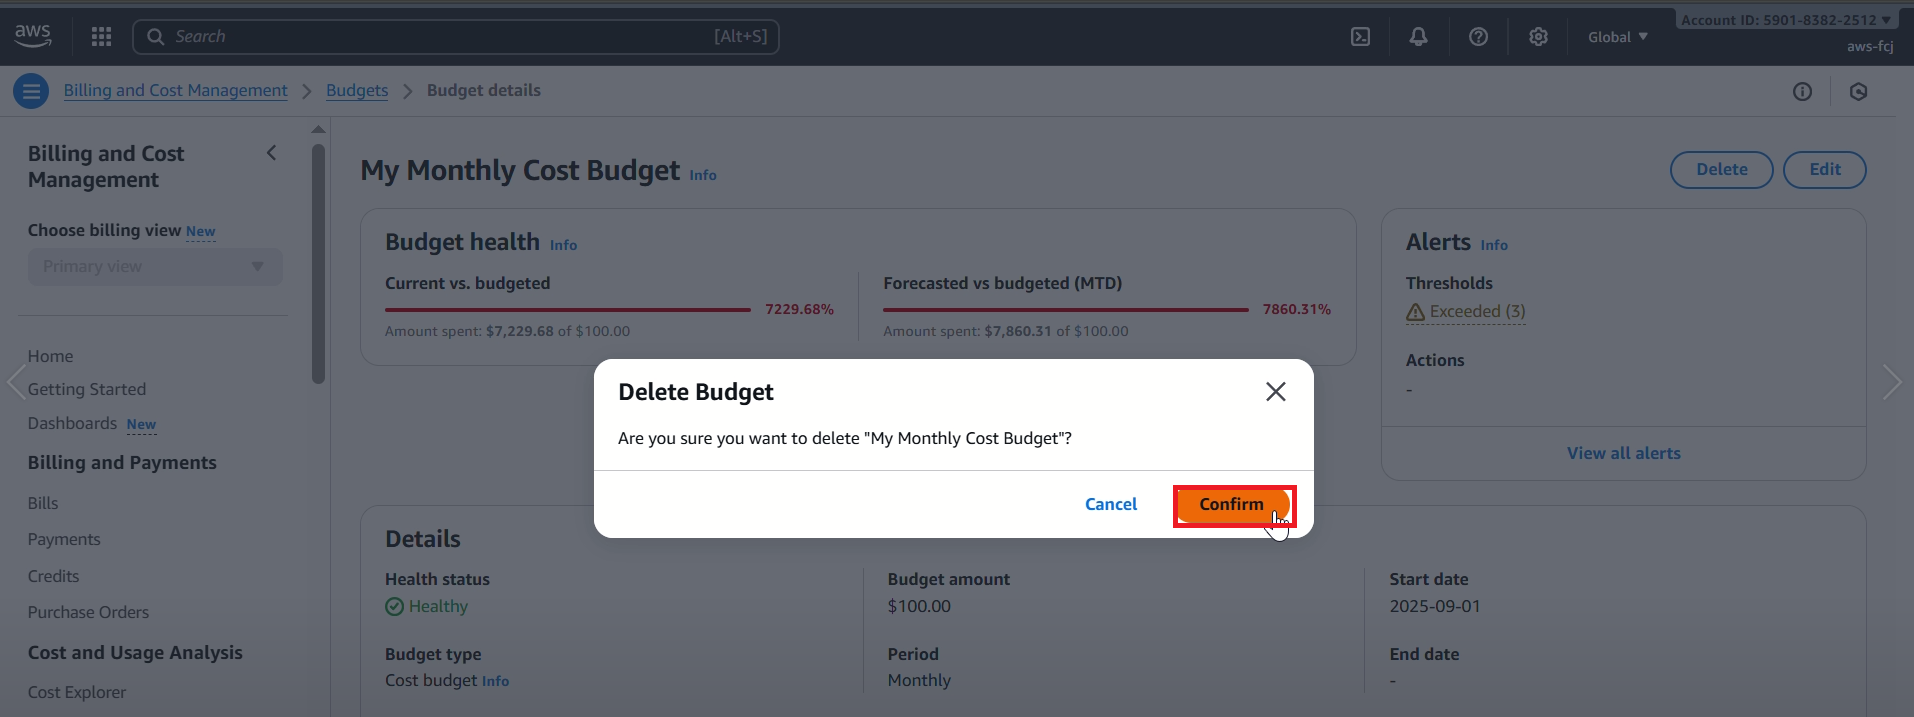 aws
Search
[Alt+S]
Global ▼
Account ID: 5901-8382-2512 ▼
aws-fcj
Billing and Cost Management > Budgets > Budget details
Billing and Cost
Management
Choose billing view New
Primary view
Home
Getting Started
Dashboards New
Billing and Payments
Bills
Payments
Credits
Purchase Orders
Cost and Usage Analysis
Cost Explorer
My Monthly Cost Budget Info
Delete
Edit
Budget health Info
Current vs. budgeted
7229.68%
Amount spent: $7,229.68 of $100.00
Forecasted vs budgeted (MTD)
7860.31%
Amount spent: $7,860.31 of $100.00
Alerts Info
Thresholds
Exceeded (3)
Actions
-
View all alerts
Delete Budget
Are you sure you want to delete "My Monthly Cost Budget"?
Cancel
Confirm
Details
Health status
Healthy
Budget type
Cost budget Info
Budget amount
$100.00
Period
Monthly
Start date
2025-09-01
End date
-